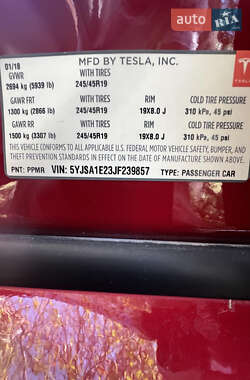 AUTO.RIA
01/18
MFD BY TESLA, INC.
GVWR WITH TIRES
2694 kg (5939 lb) 245/45R19
GAWR FRT WITH TIRES RIM COLD TIRE PRESSURE
1300 kg (2866 lb) 245/45R19 19X8.0 J 310 kPa, 45 psi
GAWR RR WITH TIRES RIM COLD TIRE PRESSURE
1500 kg (3307 lb) 245/45R19 19X8.0 J 310 kPa, 45 psi
THIS VEHICLE CONFORMS TO ALL APPLICABLE U.S. FEDERAL MOTOR VEHICLE SAFETY, BUMPER, AND
THEFT PREVENTION STANDARDS IN EFFECT ON THE DATE OF MANUFACTURE SHOWN ABOVE.
PNT: PPMR VIN: 5YJSA1E23JF239857 TYPE: PASSENGER CAR
TESLA